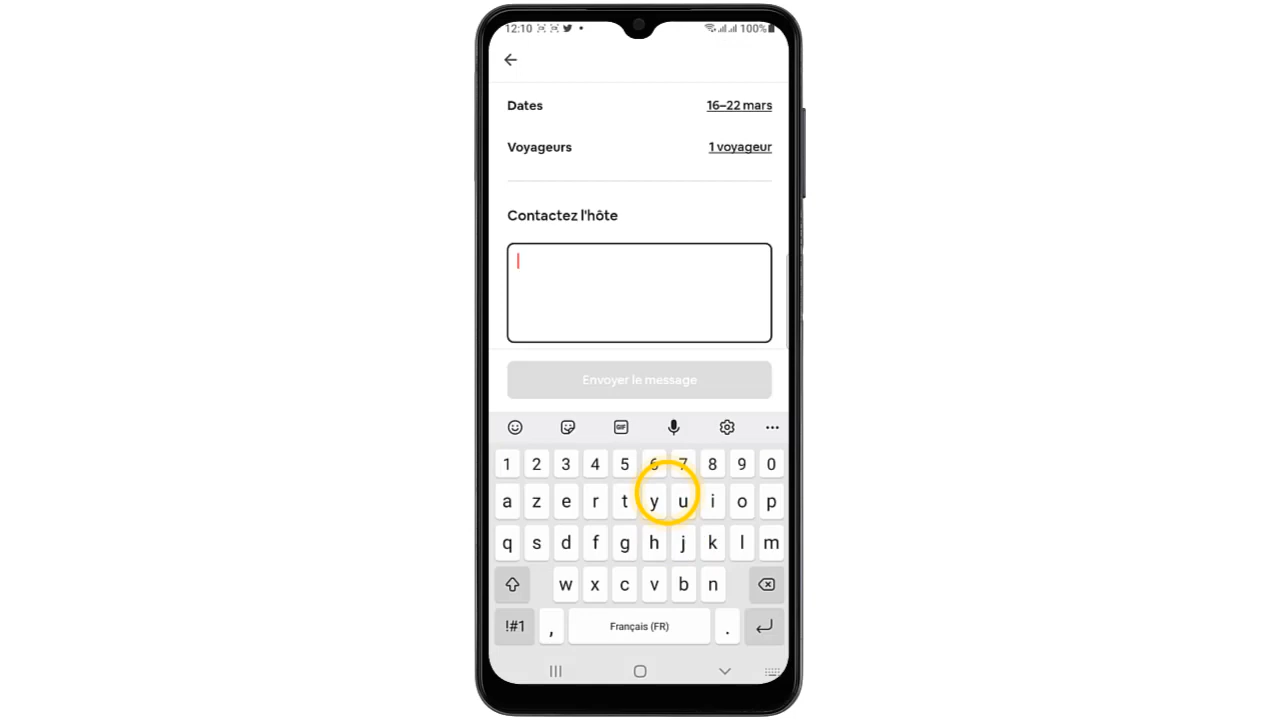 12:10 100%
Dates 16–22 mars
Voyageurs 1 voyageur
Contactez l'hôte
Envoyer le message
GIF
1 2 3 4 5 6 7 8 9 0
a z e r t y u i o p
q s d f g h j k l m
w x c v b n
!#1 , Français (FR) .